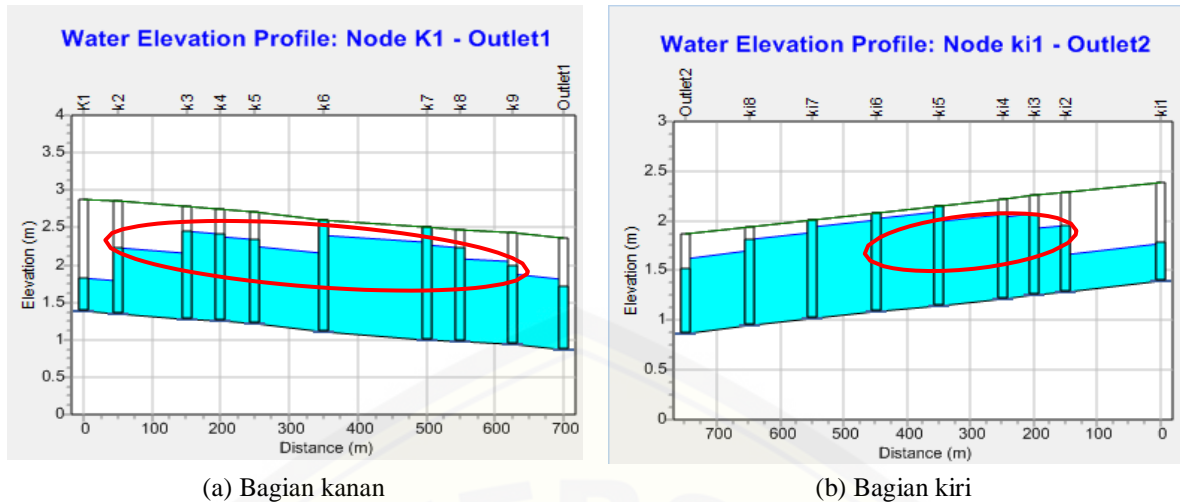 Water Elevation Profile: Node K1 - Outlet1
K1 k2 k3 k4 k5 k6 k7 k8 k9 Outlet1
4
3.5
3
2.5
2
1.5
1
0.5
0
Elevation (m)
0 100 200 300 400 500 600 700
Distance (m)
(a) Bagian kanan
Water Elevation Profile: Node ki1 - Outlet2
Outlet2 ki8 ki7 ki6 ki5 ki4 ki3 ki2 ki1
3
2.5
2
1.5
1
0.5
0
Elevation (m)
700 600 500 400 300 200 100 0
Distance (m)
(b) Bagian kiri